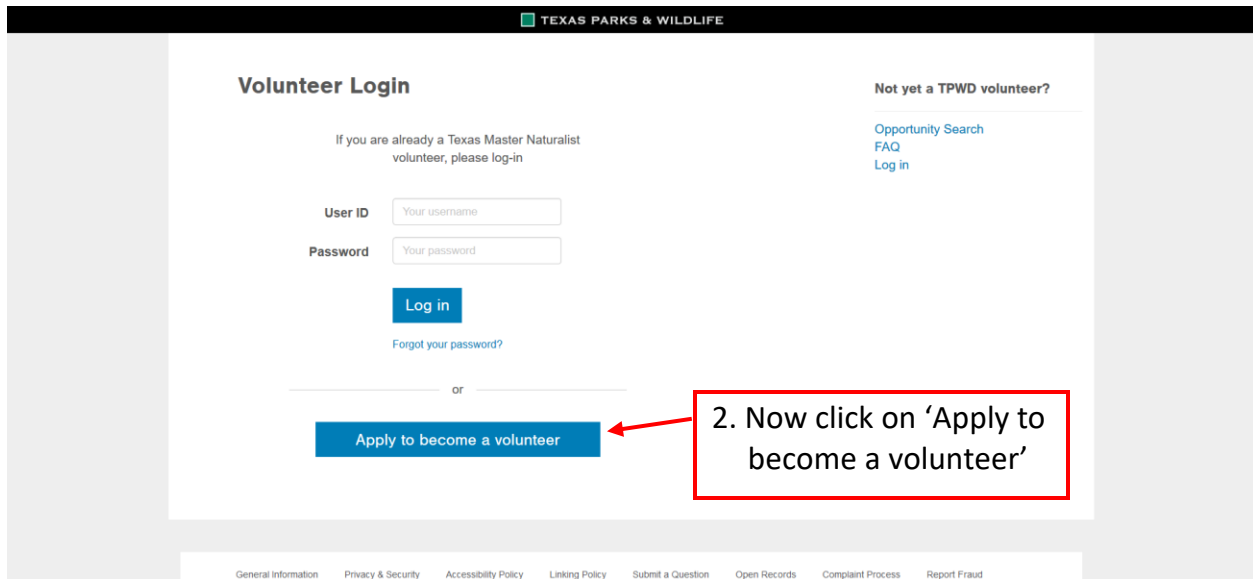 TEXAS PARKS & WILDLIFE
Volunteer Login
Not yet a TPWD volunteer?
If you are already a Texas Master Naturalist
volunteer, please log-in
Opportunity Search
FAQ
Log in
User ID
Your username
Password
Your password
Log in
Forgot your password?
or
Apply to become a volunteer
2. Now click on ‘Apply to
become a volunteer’
General Information Privacy & Security Accessibility Policy Linking Policy Submit a Question Open Records Complaint Process Report Fraud